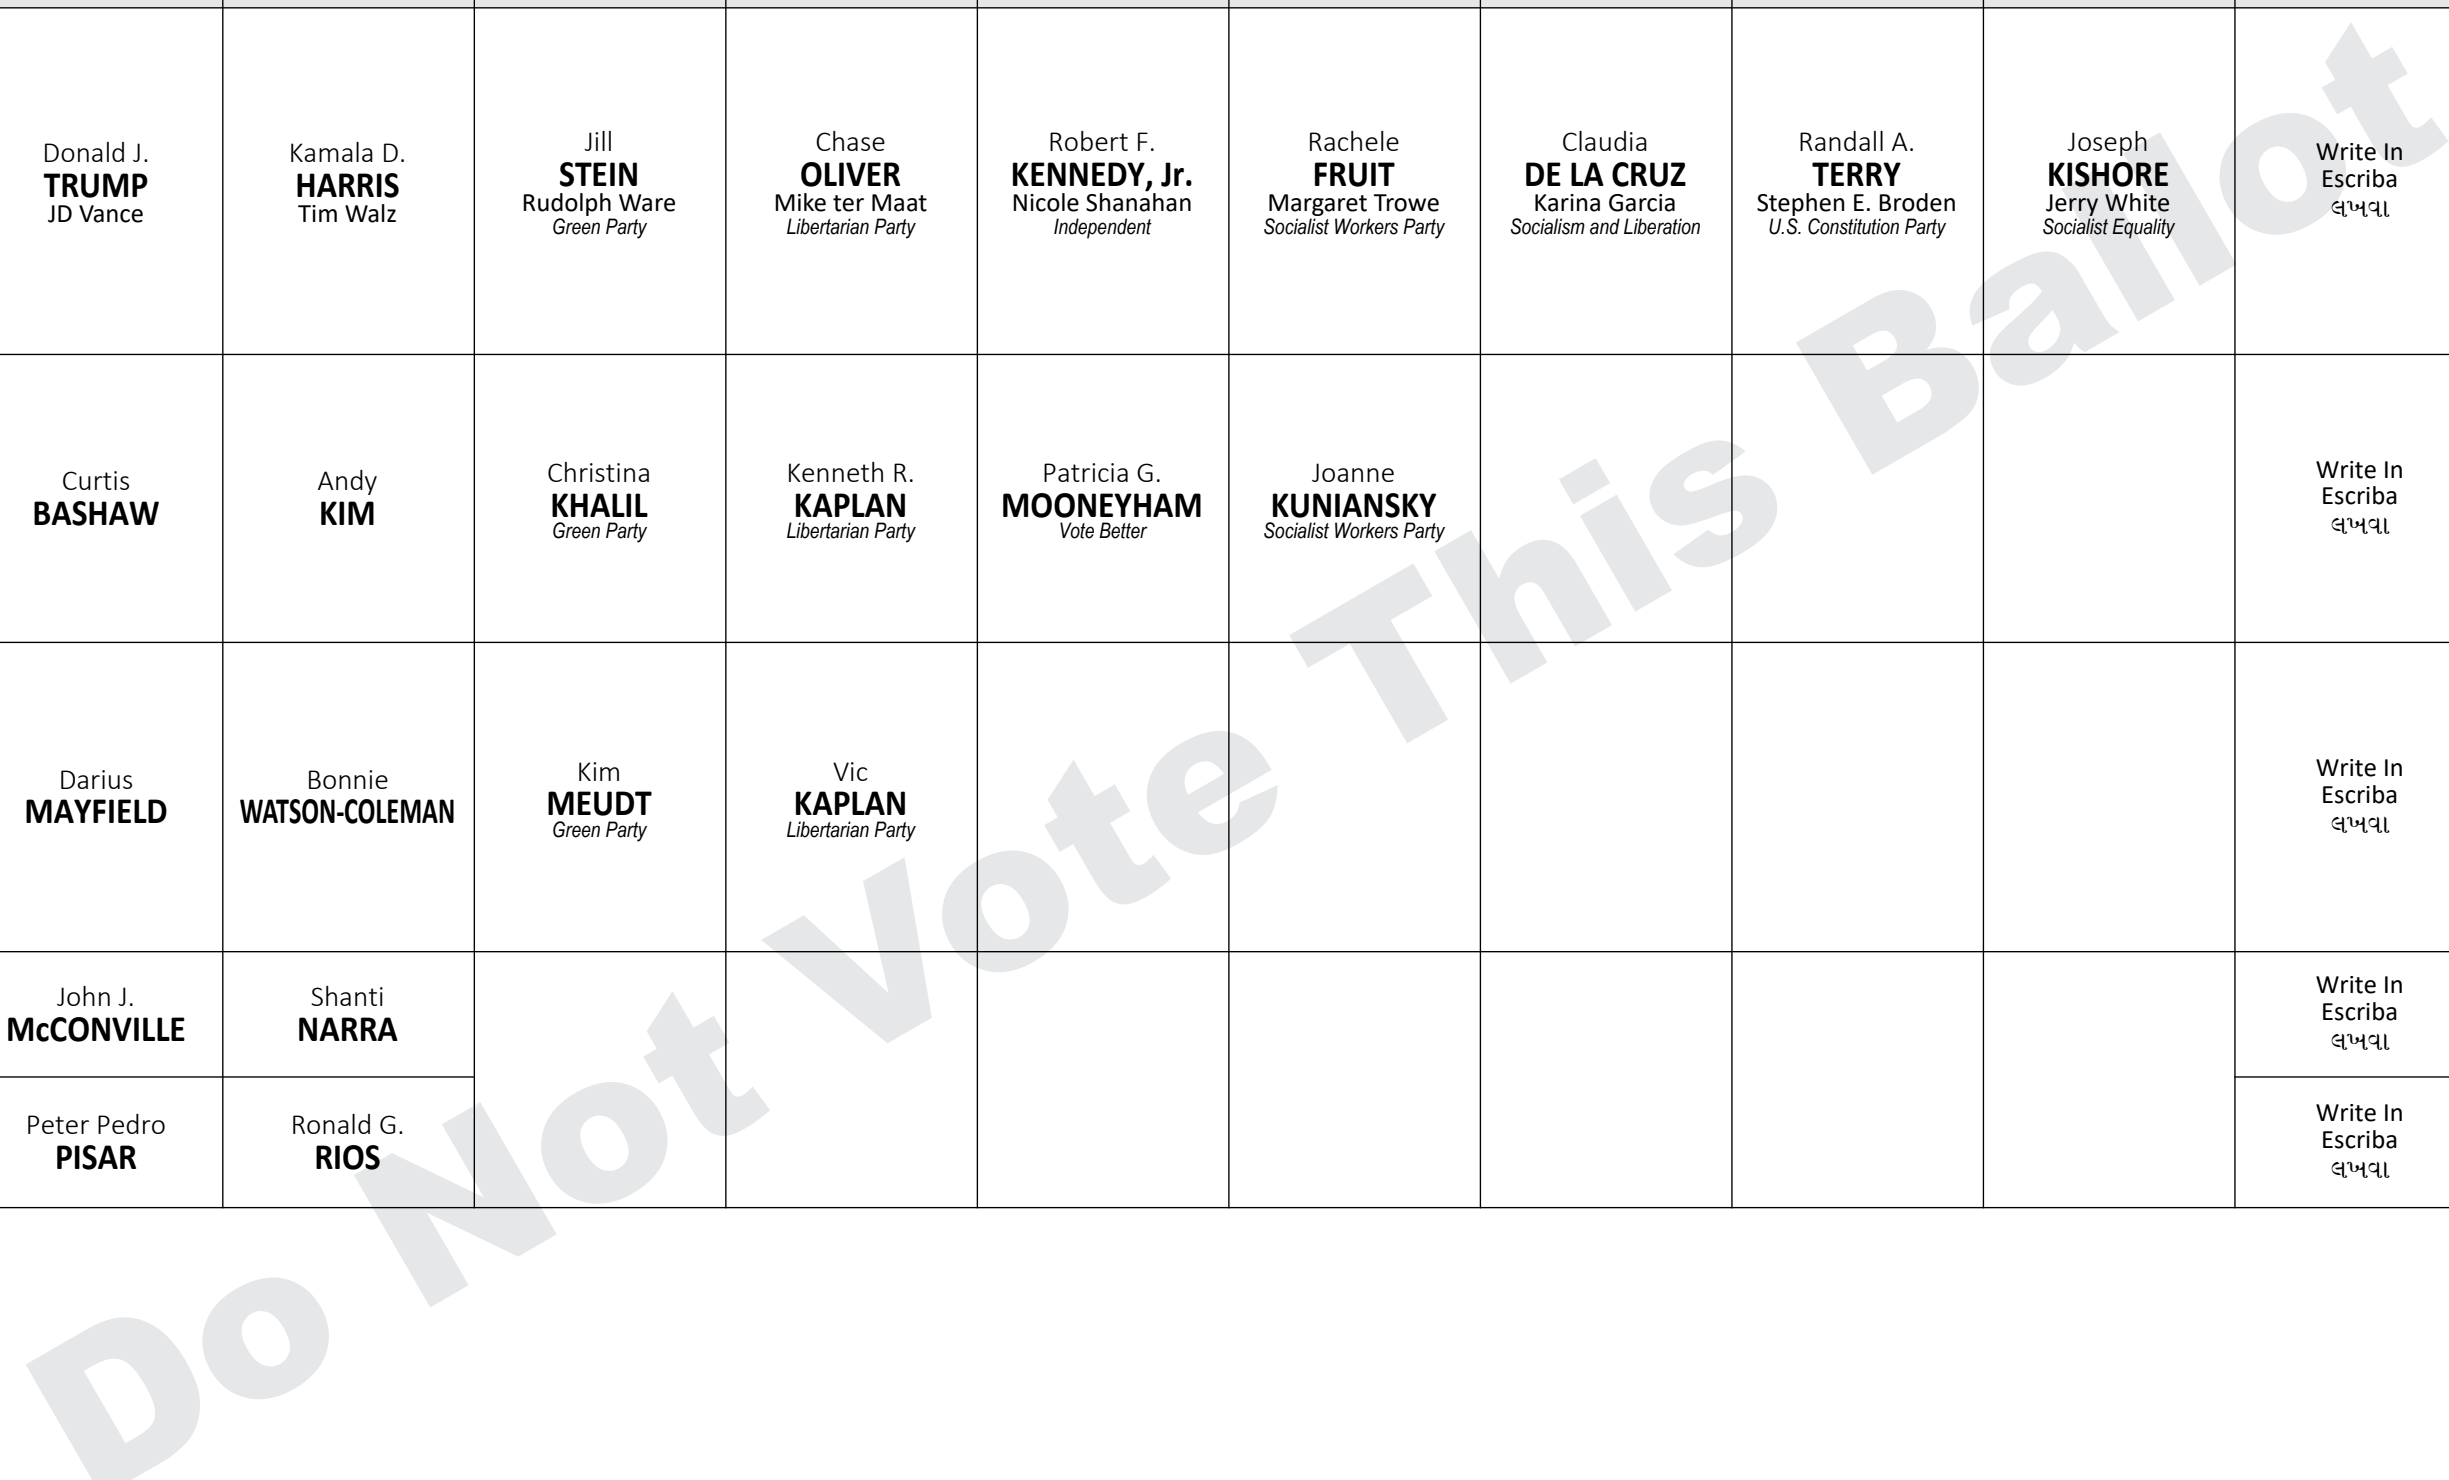 Donald J.
TRUMP
JD Vance
Kamala D.
HARRIS
Tim Walz
Jill
STEIN
Rudolph Ware
Green Party
Chase
OLIVER
Mike ter Maat
Libertarian Party
Robert F.
KENNEDY, Jr.
Nicole Shanahan
Independent
Rachele
FRUIT
Margaret Trowe
Socialist Workers Party
Claudia
DE LA CRUZ
Karina Garcia
Socialism and Liberation
Randall A.
TERRY
Stephen E. Broden
U.S. Constitution Party
Joseph
KISHORE
Jerry White
Socialist Equality
Write In
Escriba
લખવા
Curtis
BASHAW
Andy
KIM
Christina
KHALIL
Green Party
Kenneth R.
KAPLAN
Libertarian Party
Patricia G.
MOONEYHAM
Vote Better
Joanne
KUNIANSKY
Socialist Workers Party
Write In
Escriba
લખવા
Darius
MAYFIELD
Bonnie
WATSON-COLEMAN
Kim
MEUDT
Green Party
Vic
KAPLAN
Libertarian Party
Write In
Escriba
લખવા
John J.
McCONVILLE
Shanti
NARRA
Write In
Escriba
લખવા
Peter Pedro
PISAR
Ronald G.
RIOS
Write In
Escriba
લખવા
Do Not Vote This Ballot